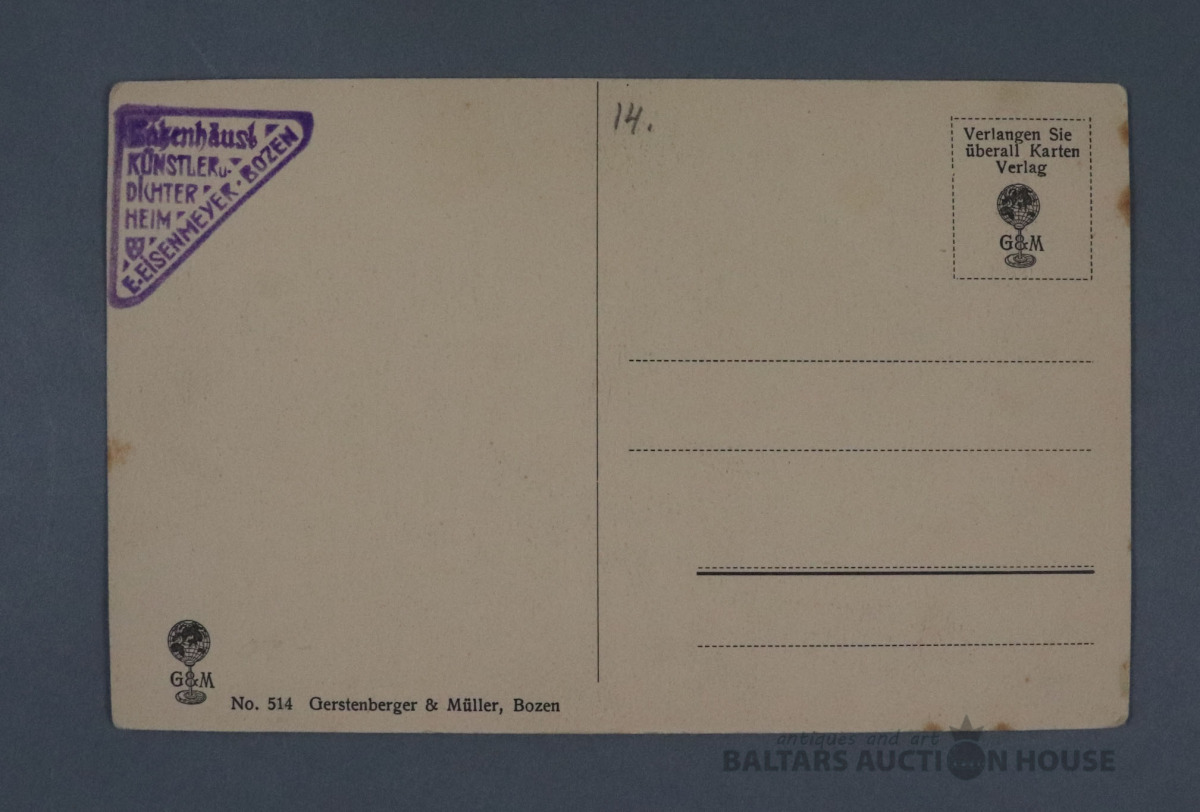 Batzenhäusl
KÜNSTLER u.
DICHTER
HEIM
E. EISENMEYER · BOZEN
14.
Verlangen Sie
überall Karten
Verlag
G&M
G&M
No. 514 Gerstenberger & Müller, Bozen
antiques and art
BALTARS AUCTION HOUSE